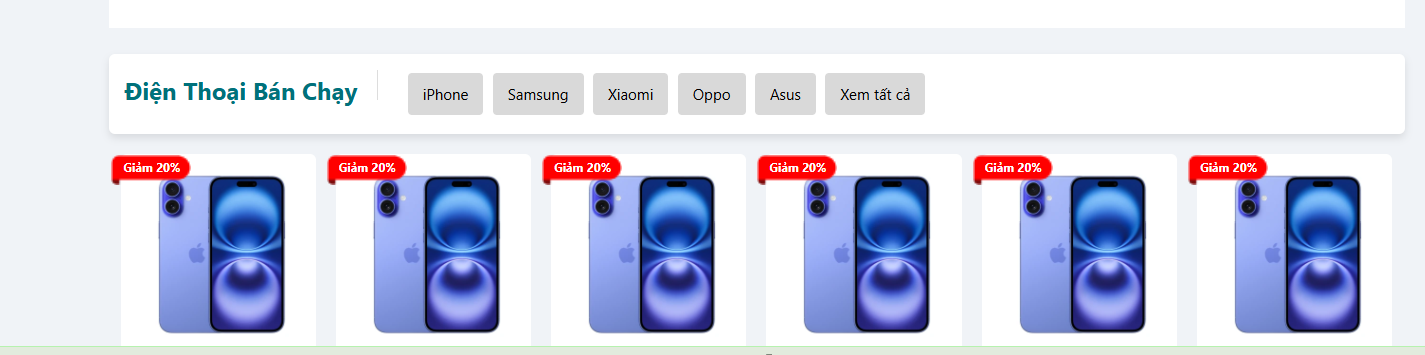 Điện Thoại Bán Chạy
iPhone Samsung Xiaomi Oppo Asus Xem tất cả
Giảm 20% Giảm 20% Giảm 20% Giảm 20% Giảm 20% Giảm 20%